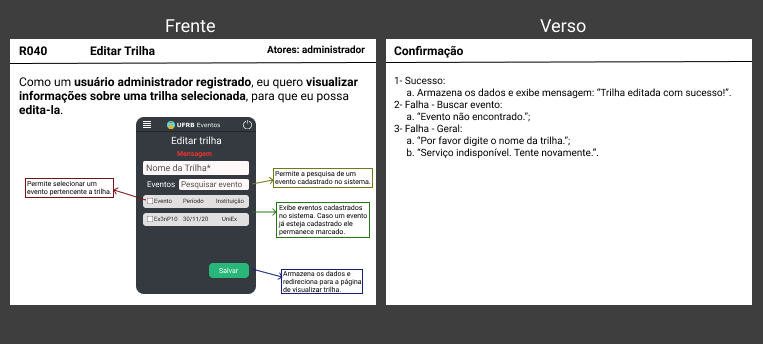 Frente
R040 Editar Trilha Atores: administrador
Como um usuário administrador registrado, eu quero visualizar
informações sobre uma trilha selecionada, para que eu possa
edita-la.
UFRB Eventos
Editar trilha
Mensagem
Nome da Trilha*
Eventos Pesquisar evento
Evento Período Instituição
Ex3nP10 30/11/20 UniEx
Salvar
Permite selecionar um
evento pertencente a trilha.
Permite a pesquisa de um
evento cadastrado no sistema.
Exibe eventos cadastrados
no sistema. Caso um evento
já esteja cadastrado ele
permanece marcado.
Armazena os dados e
redireciona para a página
de visualizar trilha.
Verso
Confirmação
1- Sucesso:
a. Armazena os dados e exibe mensagem: “Trilha editada com sucesso!”.
2- Falha - Buscar evento:
a. “Evento não encontrado.”;
3- Falha - Geral:
a. “Por favor digite o nome da trilha.”;
b. “Serviço indisponível. Tente novamente.”.